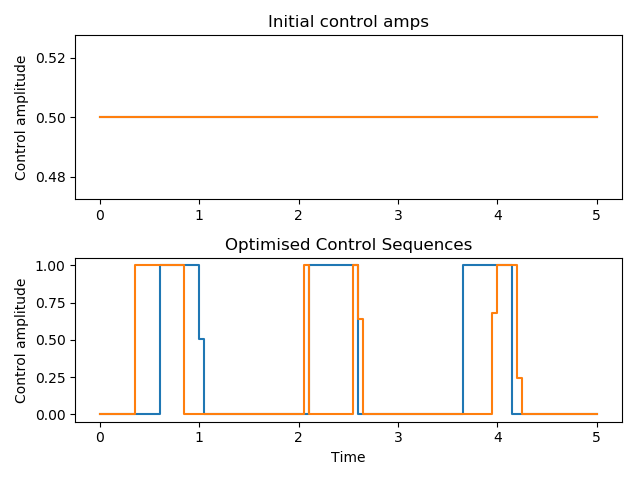 Initial control amps
Control amplitude
0.52
0.50
0.48
0 1 2 3 4 5
Optimised Control Sequences
Control amplitude
1.00
0.75
0.50
0.25
0.00
0 1 2 3 4 5
Time